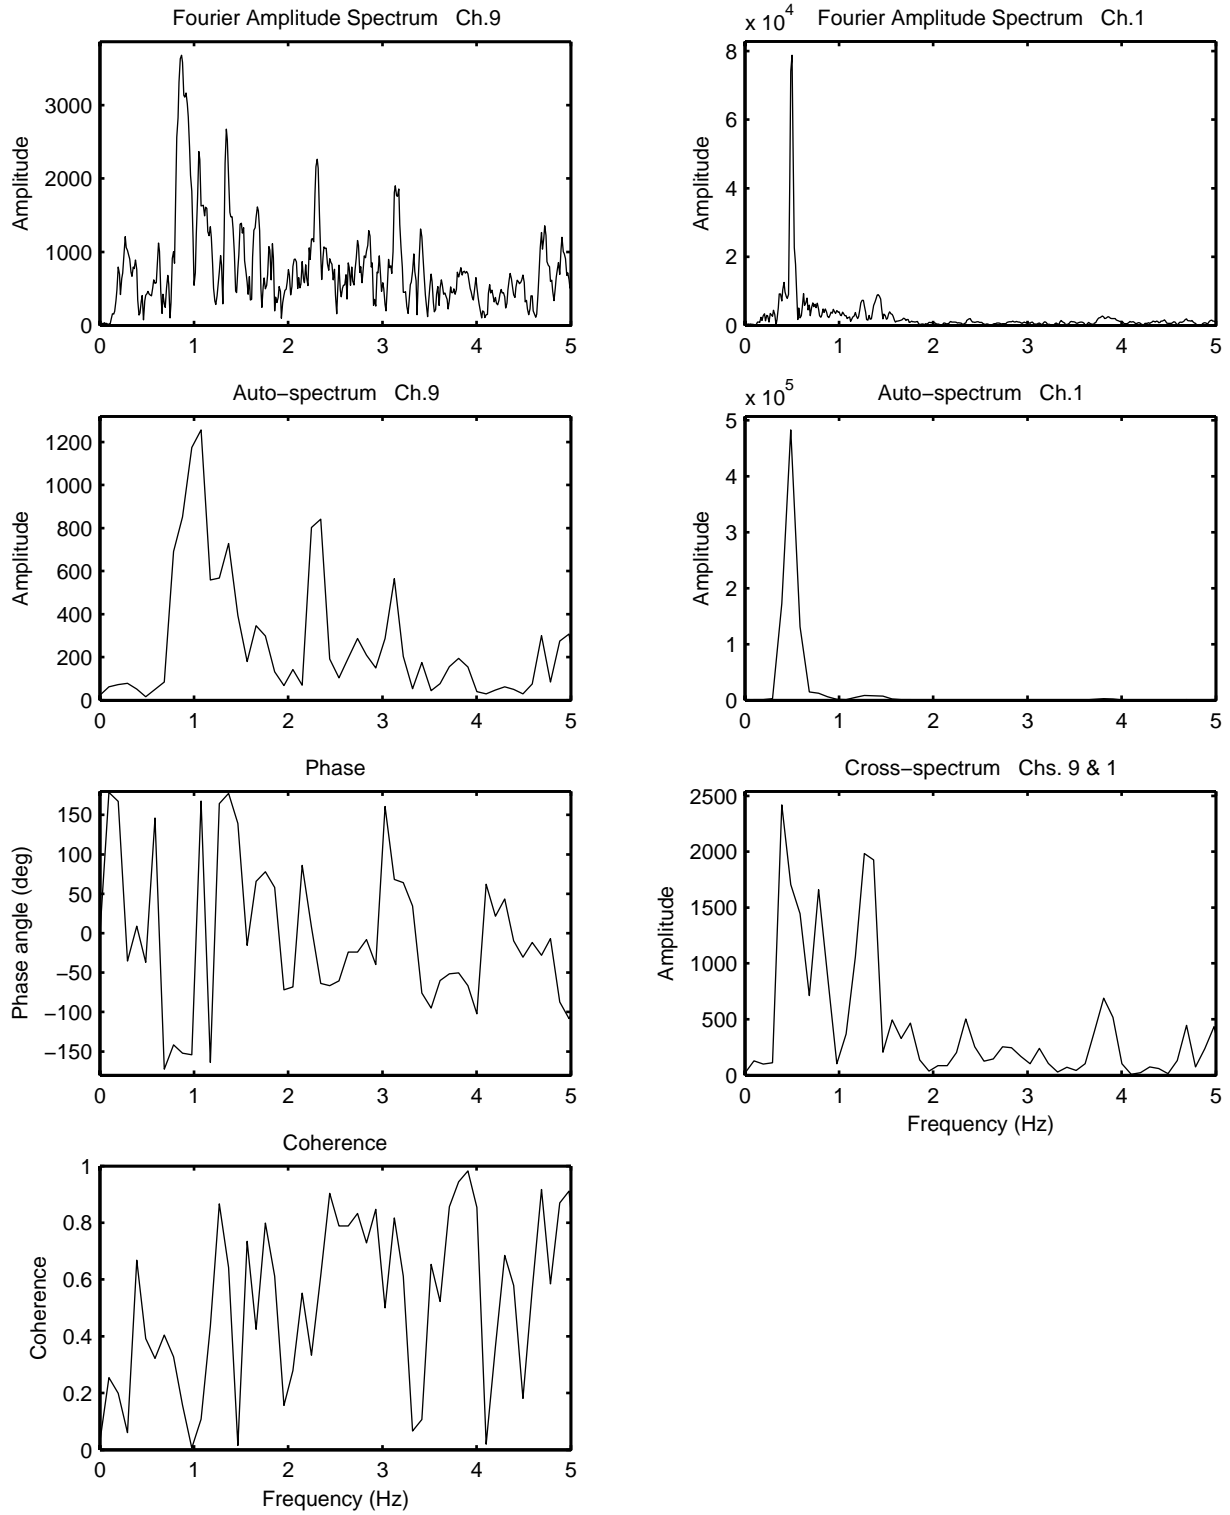 Fourier Amplitude Spectrum Ch.9
Amplitude
3000
2000
1000
0
0 1 2 3 4 5
x 10^4 Fourier Amplitude Spectrum Ch.1
Amplitude
8
6
4
2
0
0 1 2 3 4 5
Auto−spectrum Ch.9
Amplitude
1200
1000
800
600
400
200
0
0 1 2 3 4 5
x 10^5 Auto−spectrum Ch.1
Amplitude
5
4
3
2
1
0
0 1 2 3 4 5
Phase
Phase angle (deg)
150
100
50
0
−50
−100
−150
0 1 2 3 4 5
Cross−spectrum Chs. 9 & 1
Amplitude
2500
2000
1500
1000
500
0
0 1 2 3 4 5
Frequency (Hz)
Coherence
Coherence
1
0.8
0.6
0.4
0.2
0
0 1 2 3 4 5
Frequency (Hz)